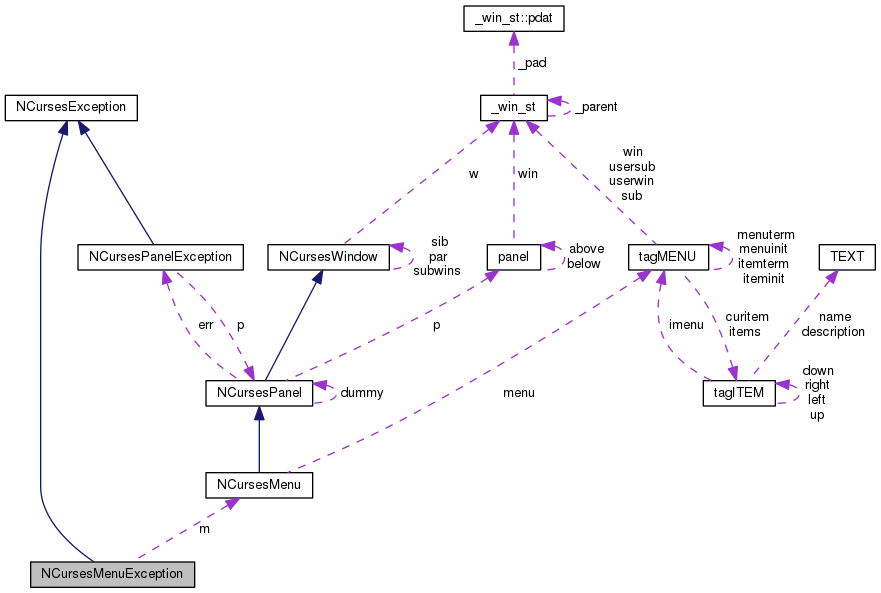 _win_st::pdat
_pad
NCursesException
_win_st
_parent
w
win
win
usersub
userwin
sub
NCursesPanelException
NCursesWindow
sib
par
subwins
panel
above
below
tagMENU
menuterm
menuinit
itemterm
iteminit
TEXT
err
p
p
imenu
curitem
items
name
description
NCursesPanel
dummy
menu
tagITEM
down
right
left
up
NCursesMenu
m
NCursesMenuException